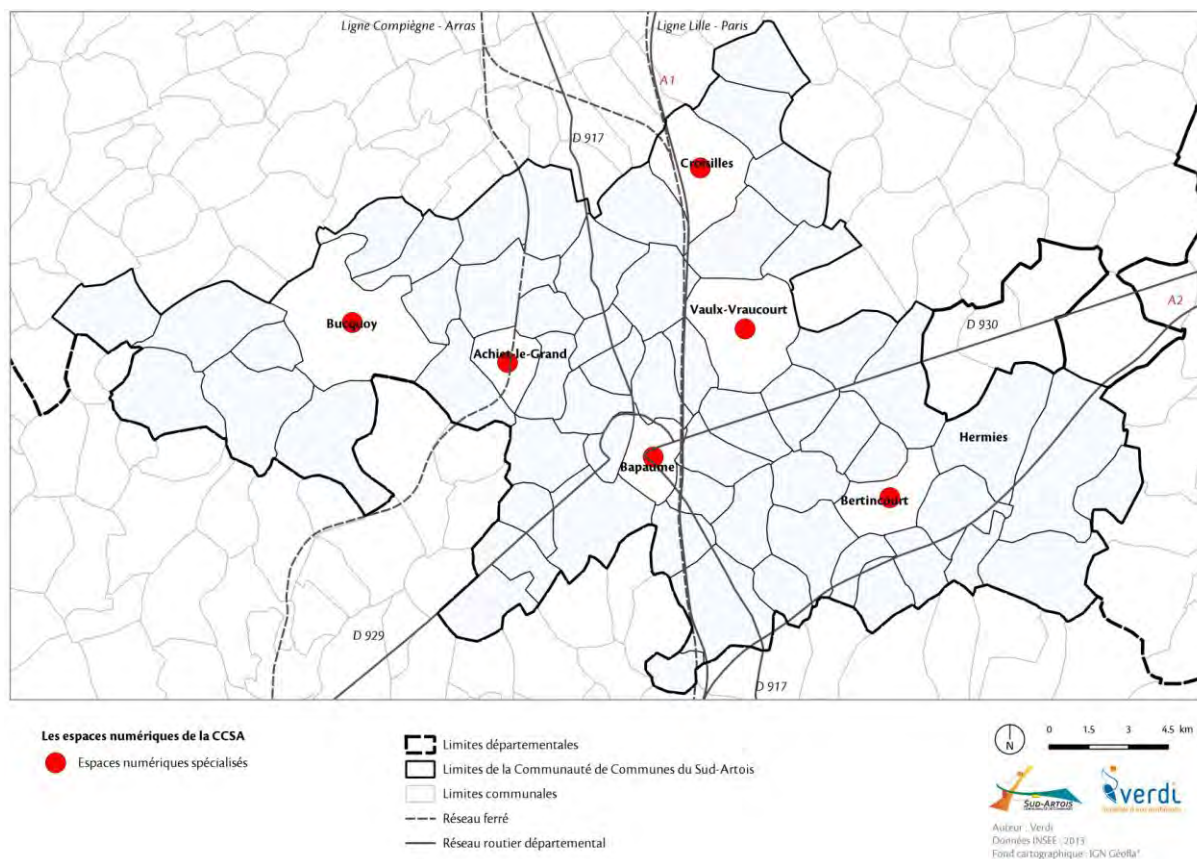 Ligne Compiègne - Arras
Ligne Lille - Paris
A1
D 917
Croisilles
Vaulx-Vraucourt
A2
D 930
Bucquoy
Achiet-le-Grand
Hermies
Bapaume
Bertincourt
D 929
D 917
Les espaces numériques de la CCSA
Espaces numériques spécialisés
Limites départementales
Limites de la Communauté de Communes du Sud-Artois
Limites communales
Réseau ferré
Réseau routier départemental
N
0 1.5 3 4.5 km
SUD-ARTOIS
verdi
Auteur : Verdi
Données INSEE : 2013
Fond cartographique : IGN Géofla®